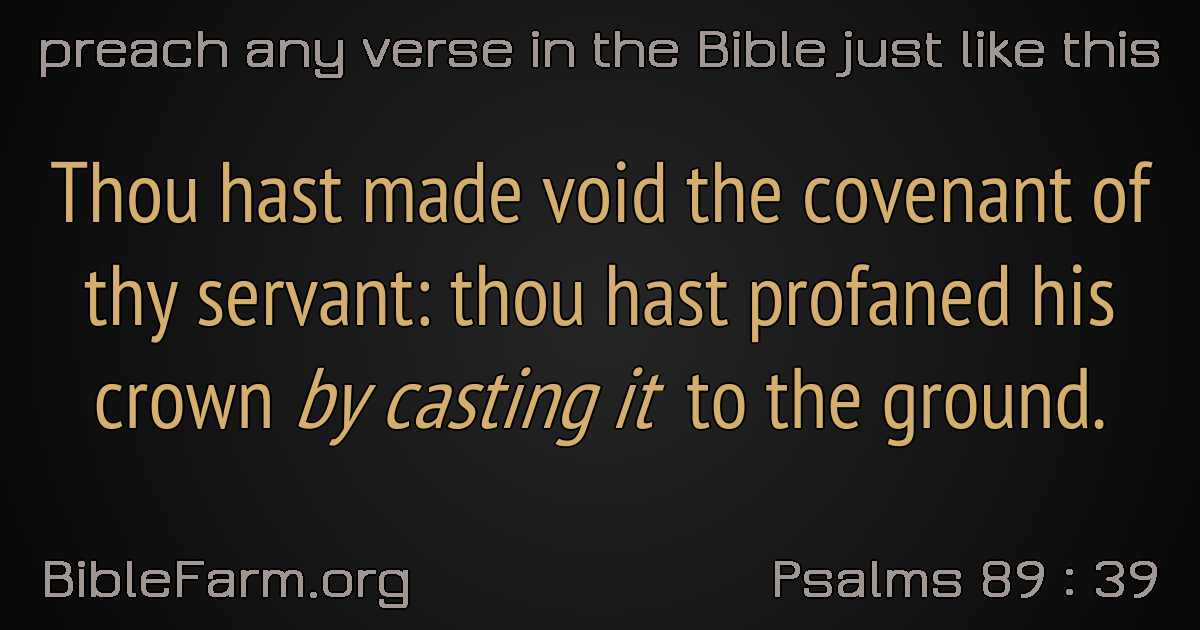 preach any verse in the Bible just like this
Thou hast made void the covenant of
thy servant: thou hast profaned his
crown by casting it to the ground.
BibleFarm.org
Psalms 89 : 39